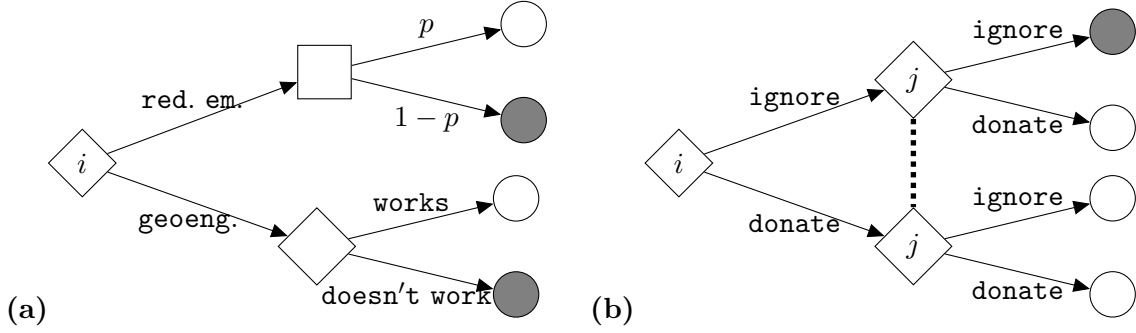 p
red. em.
1 − p
i
geoeng.
works
doesn't work
(a)
ignore
j
ignore
donate
i
donate
j
ignore
donate
(b)